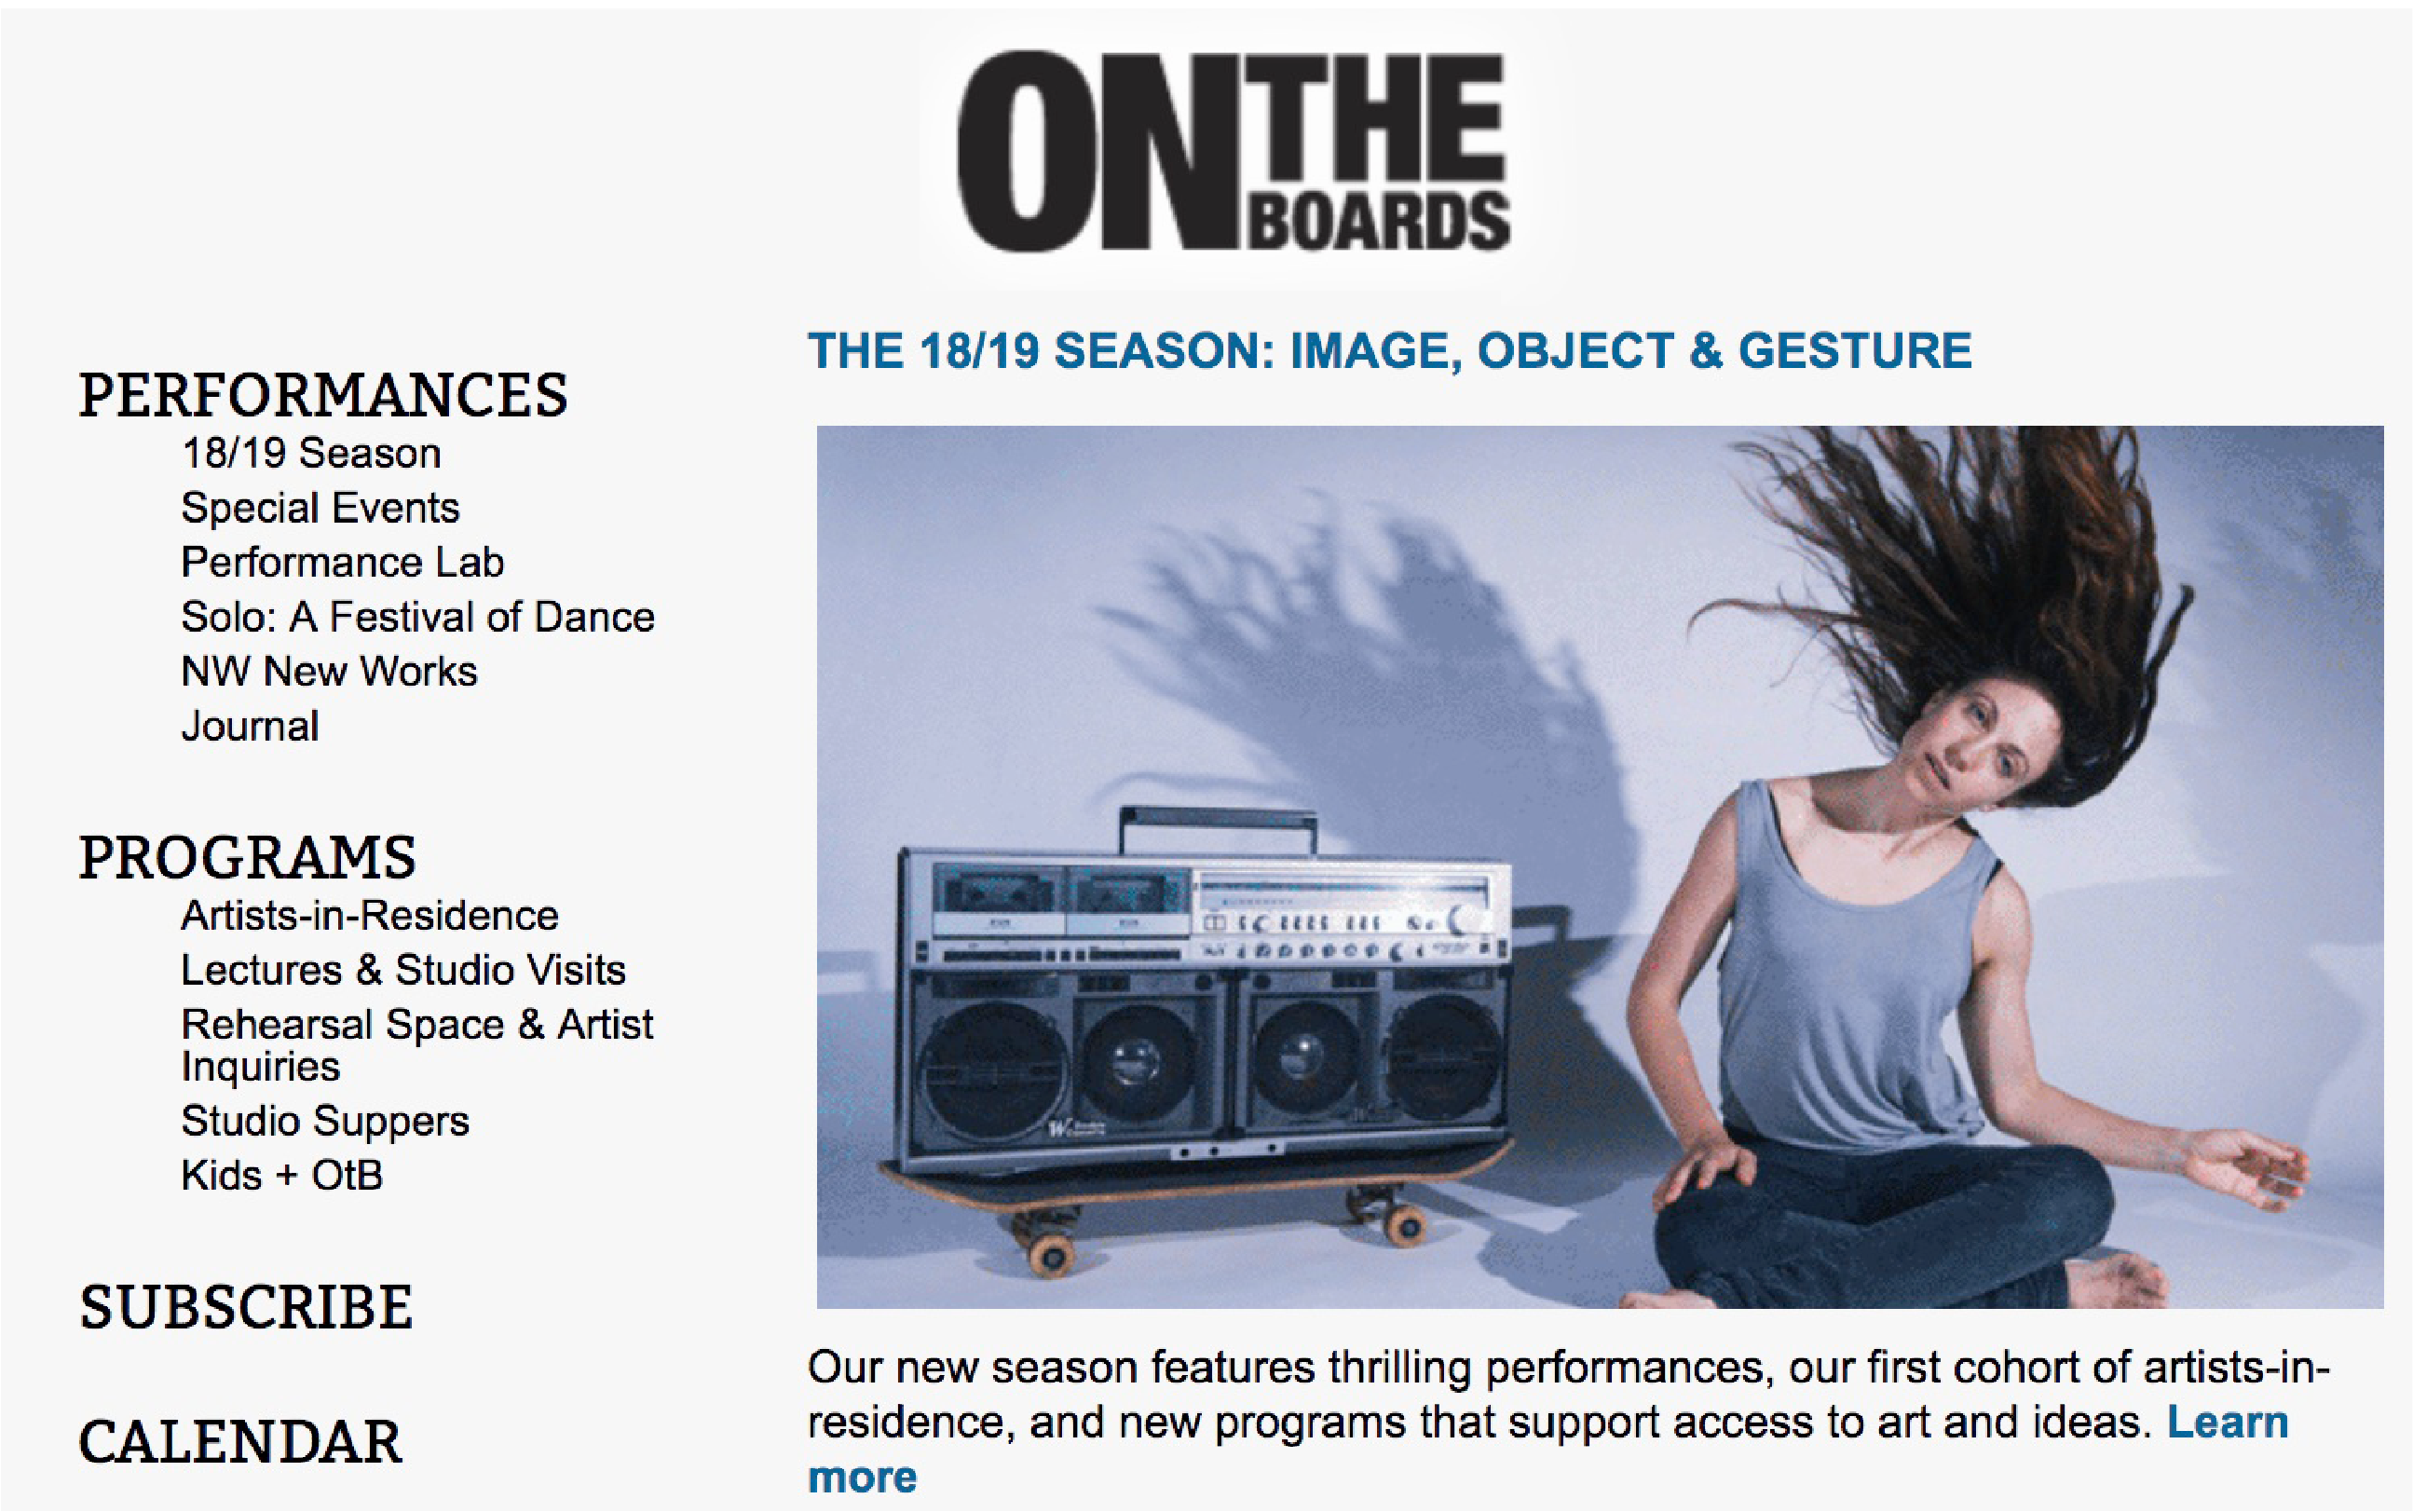 ON THE
BOARDS
PERFORMANCES
18/19 Season
Special Events
Performance Lab
Solo: A Festival of Dance
NW New Works
Journal
PROGRAMS
Artists-in-Residence
Lectures & Studio Visits
Rehearsal Space & Artist
Inquiries
Studio Suppers
Kids + OtB
SUBSCRIBE
CALENDAR
THE 18/19 SEASON: IMAGE, OBJECT & GESTURE
Our new season features thrilling performances, our first cohort of artists-in-
residence, and new programs that support access to art and ideas. Learn
more